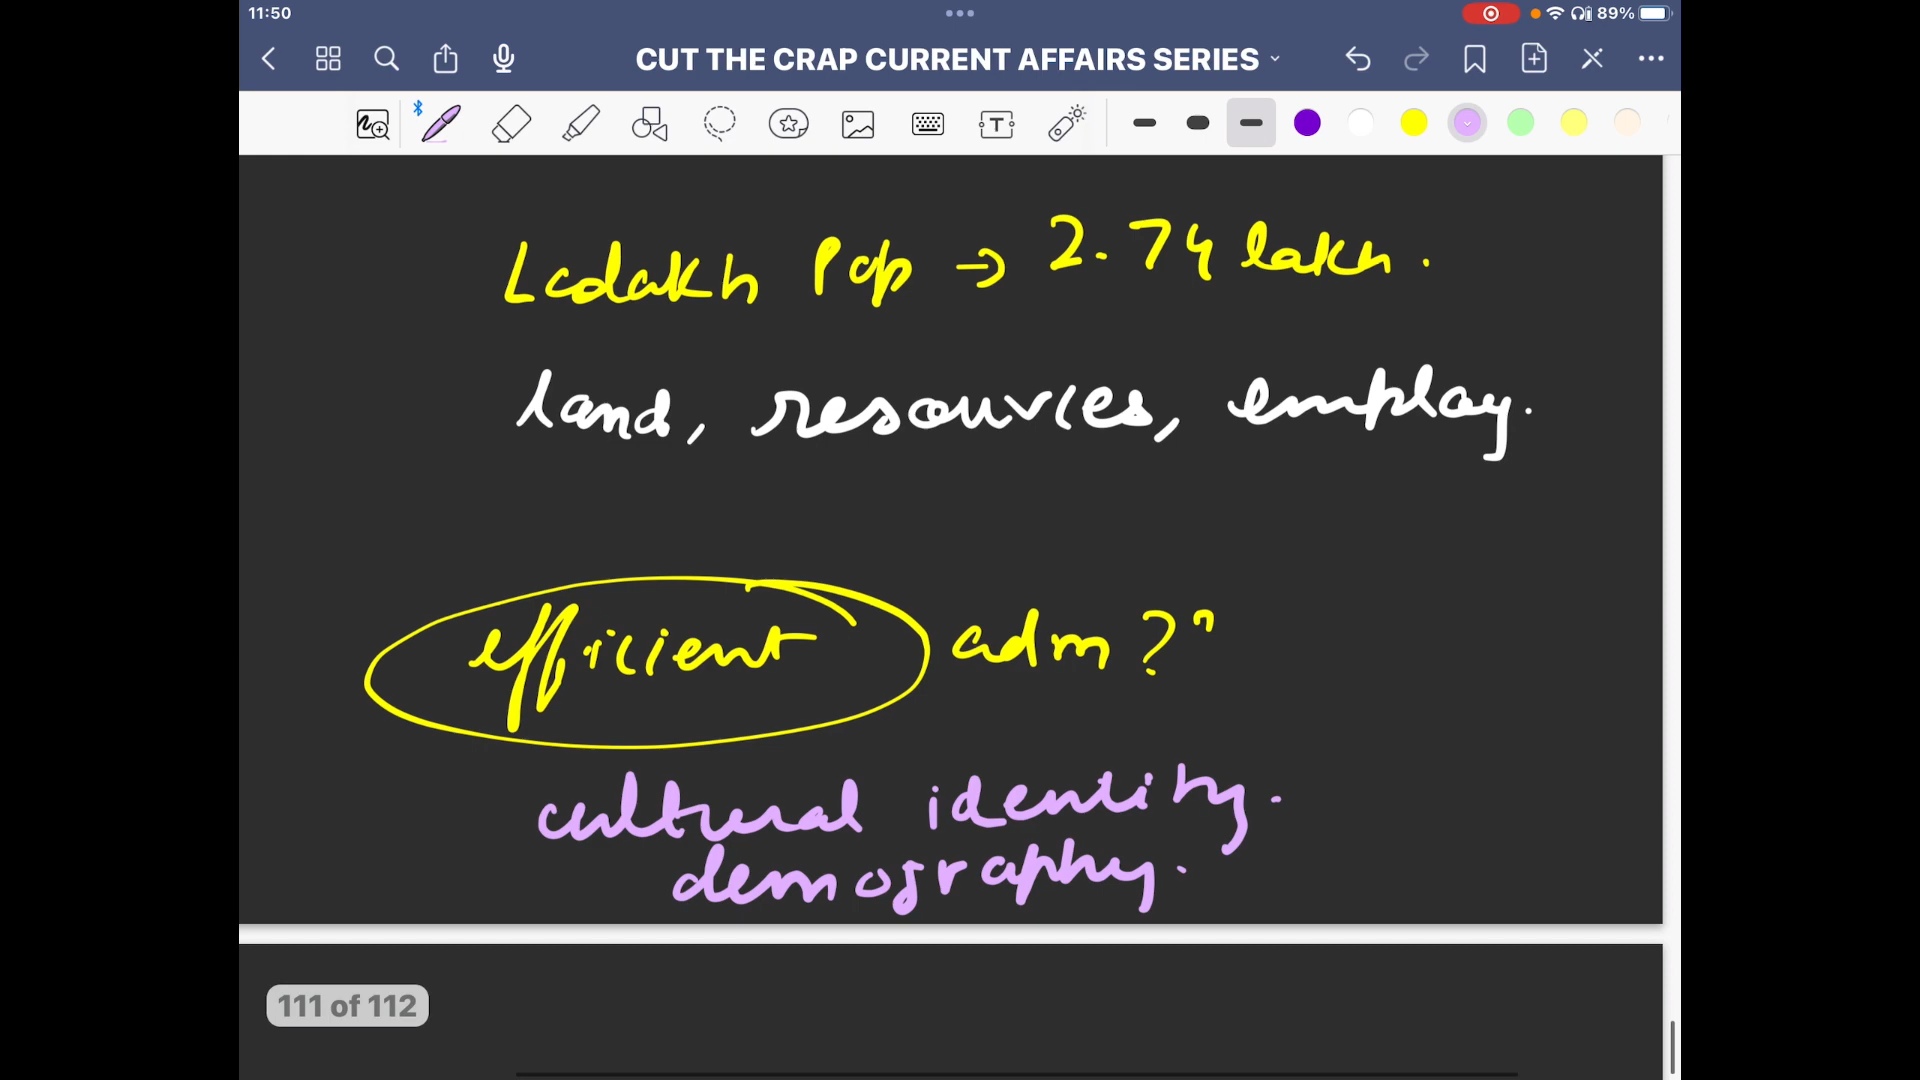 11:50
89%
CUT THE CRAP CURRENT AFFAIRS SERIES
T
Ladakh Pop → 2.74 lakh.
land, resources, employ.
efficient adm ??
cultural identity.
demography.
111 of 112